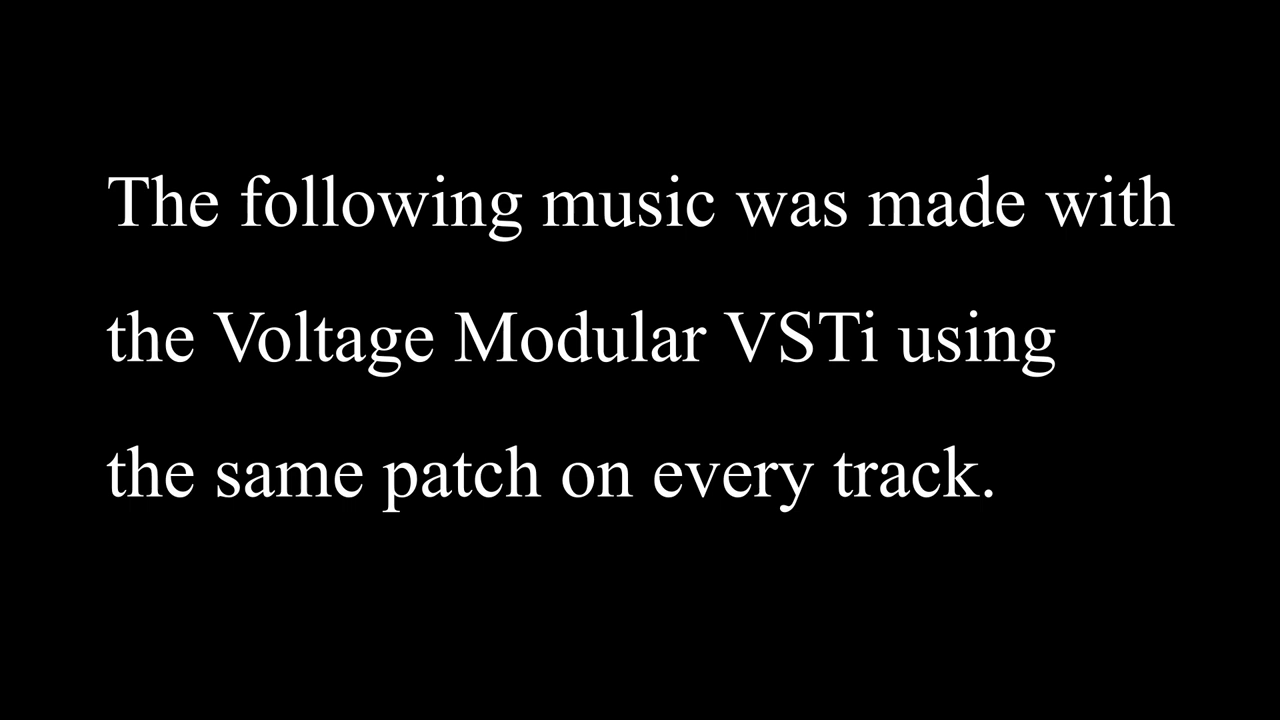 The following music was made with
the Voltage Modular VSTi using
the same patch on every track.